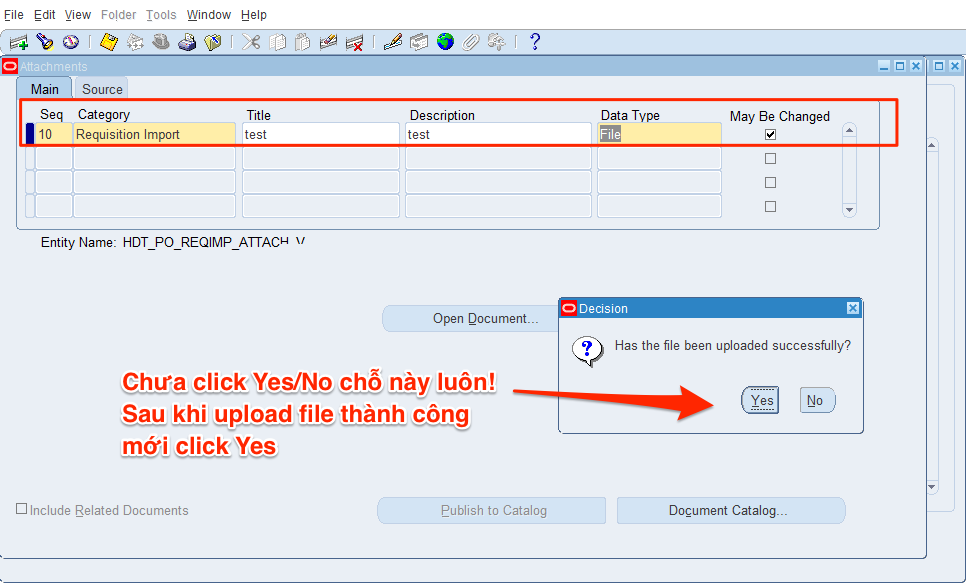 File Edit View Folder Tools Window Help
Attachments
Main Source
Seq Category Title Description Data Type May Be Changed
10 Requisition Import test test File
Entity Name: HDT_PO_REQIMP_ATTACH_V
Open Document...
Decision
Has the file been uploaded successfully?
Yes No
Chưa click Yes/No chỗ này luôn!
Sau khi upload file thành công
mới click Yes
Include Related Documents
Publish to Catalog
Document Catalog...